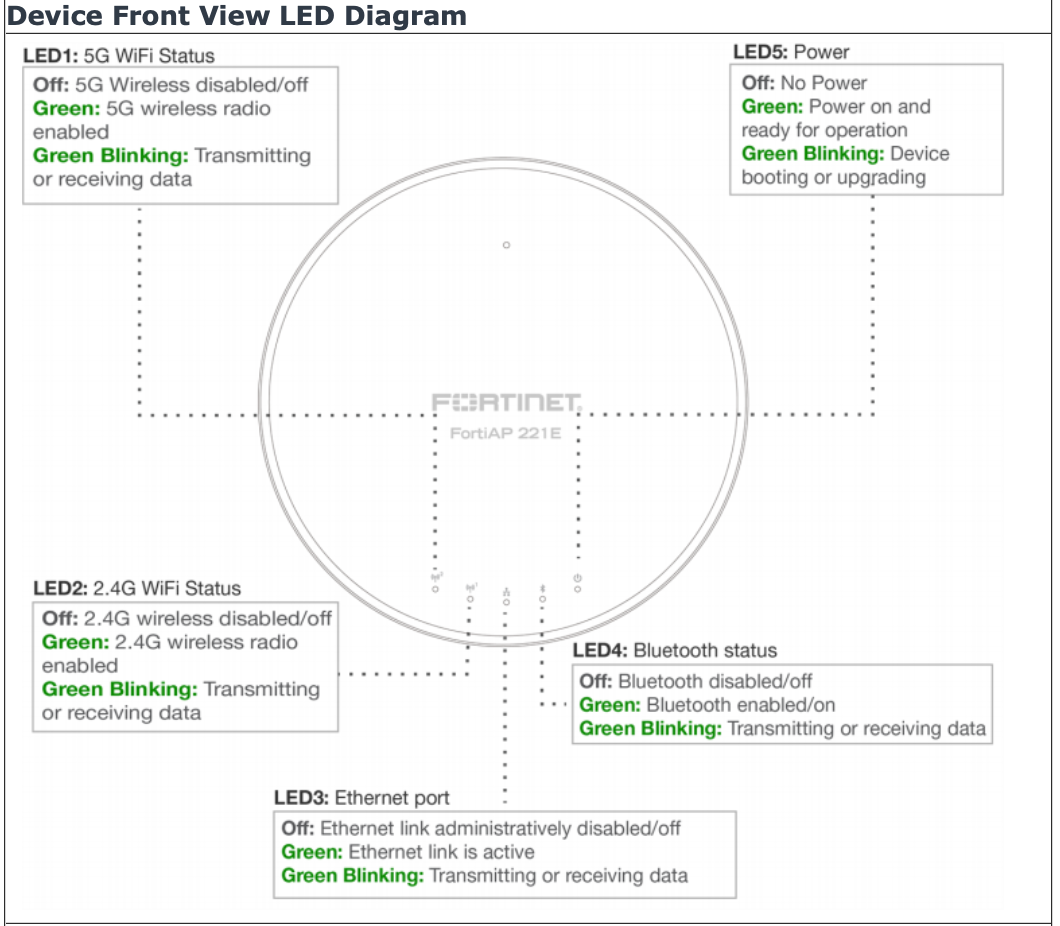 Device Front View LED Diagram
LED1: 5G WiFi Status
Off: 5G Wireless disabled/off
Green: 5G wireless radio
enabled
Green Blinking: Transmitting
or receiving data
LED5: Power
Off: No Power
Green: Power on and
ready for operation
Green Blinking: Device
booting or upgrading
FORTINET
FortiAP 221E
LED2: 2.4G WiFi Status
Off: 2.4G wireless disabled/off
Green: 2.4G wireless radio
enabled
Green Blinking: Transmitting
or receiving data
LED4: Bluetooth status
Off: Bluetooth disabled/off
Green: Bluetooth enabled/on
Green Blinking: Transmitting or receiving data
LED3: Ethernet port
Off: Ethernet link administratively disabled/off
Green: Ethernet link is active
Green Blinking: Transmitting or receiving data